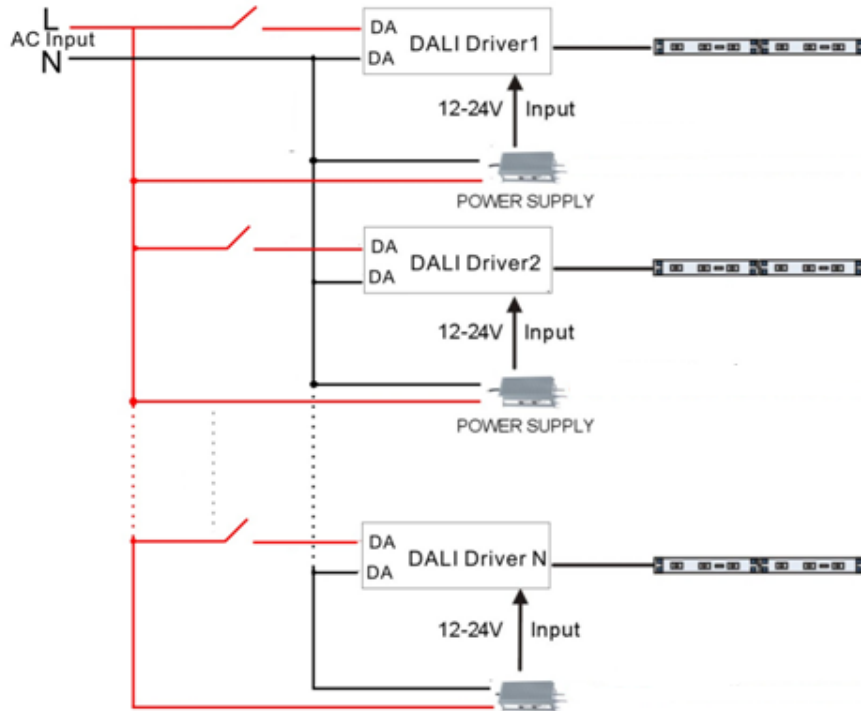 L
AC Input
N
DA
DA
DALI Driver1
12-24V Input
POWER SUPPLY
DA
DA
DALI Driver2
12-24V Input
POWER SUPPLY
DA
DA
DALI Driver N
12-24V Input